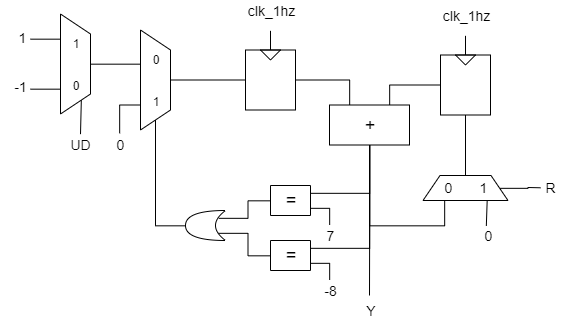 clk_1hz
clk_1hz
1
1
0
-1
0
1
+
UD
0
0 1
R
=
7
0
=
-8
Y